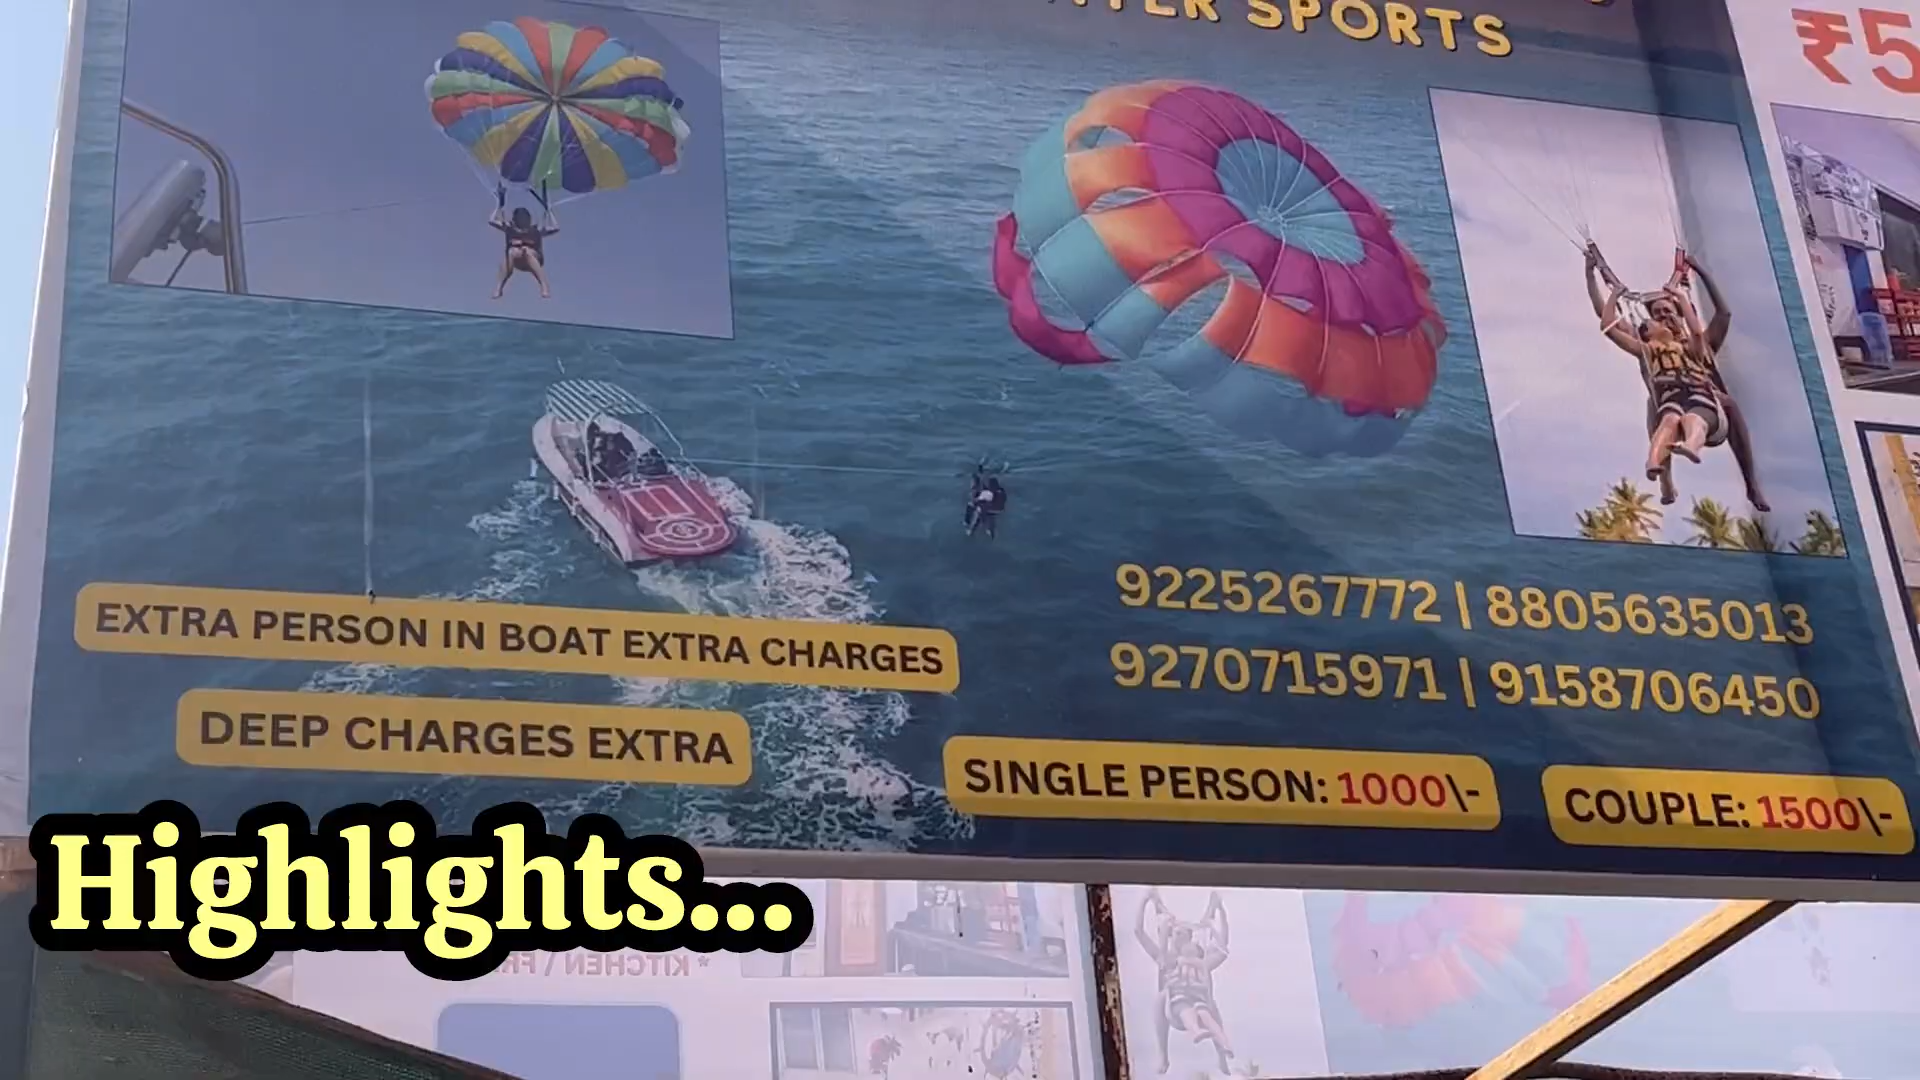 SPORTS
₹5
EXTRA PERSON IN BOAT EXTRA CHARGES
DEEP CHARGES EXTRA
9225267772 | 8805635013
9270715971 | 9158706450
SINGLE PERSON: 1000\-
COUPLE: 1500\-
Highlights...
* KITCHEN \